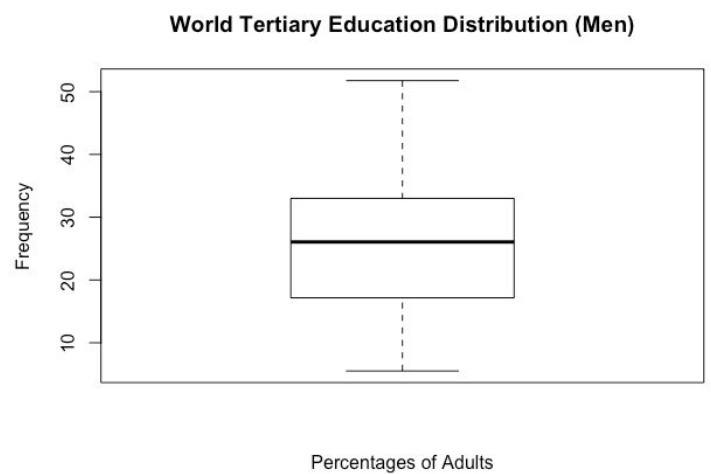 World Tertiary Education Distribution (Men)
50
40
30
20
10
Frequency
Percentages of Adults